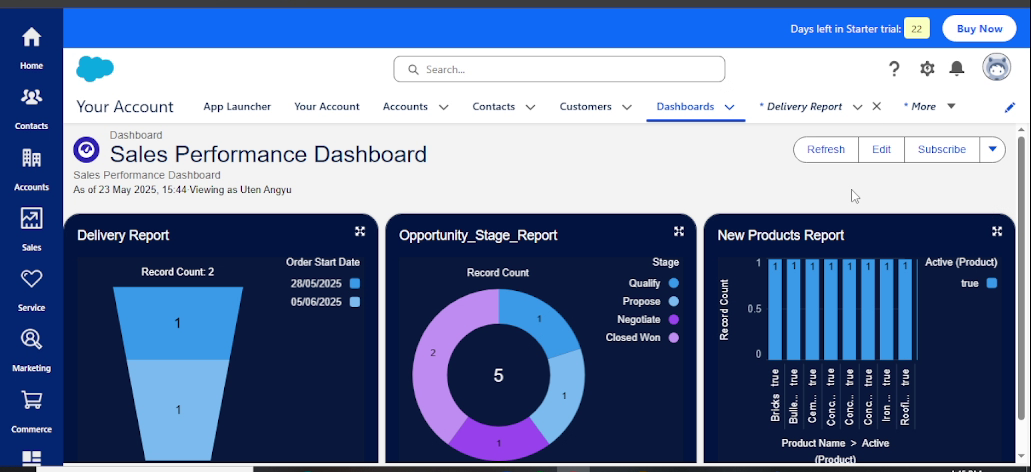 Days left in Starter trial: 22 Buy Now
Home
Contacts
Accounts
Sales
Service
Marketing
Commerce
Search...
Your Account App Launcher Your Account Accounts Contacts Customers Dashboards * Delivery Report * More
Dashboard
Sales Performance Dashboard
Sales Performance Dashboard
As of 23 May 2025, 15:44·Viewing as Uten Angyu
Refresh Edit Subscribe
Delivery Report
Record Count: 2
Order Start Date
28/05/2025
05/06/2025
1
1
Opportunity_Stage_Report
Record Count
Stage
Qualify
Propose
Negotiate
Closed Won
1
1
1
2
5
New Products Report
Active (Product)
true
Record Count
1
0.5
0
1 1 1 1 1 1 1 1
Bricks true
Bulle... true
Cem... true
Conc... true
Conc... true
Conc... true
Iron ... true
Roofi... true
Product Name > Active
(Product)